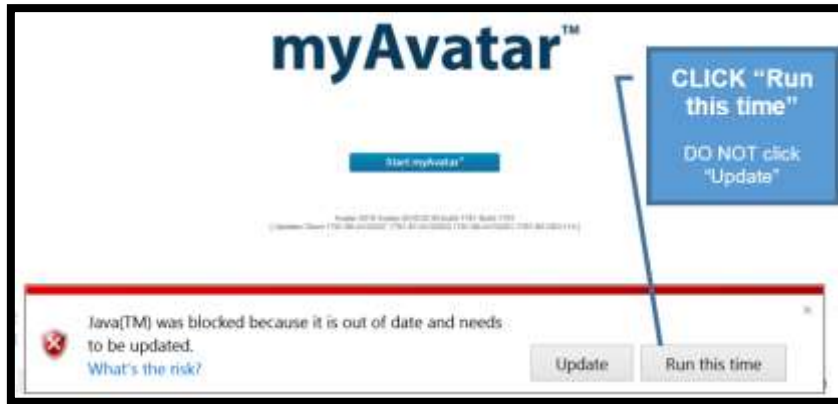 myAvatar™
CLICK "Run
this time"
DO NOT click
"Update"
Start myAvatar™
Java(TM) was blocked because it is out of date and needs
to be updated.
What's the risk?
Update
Run this time